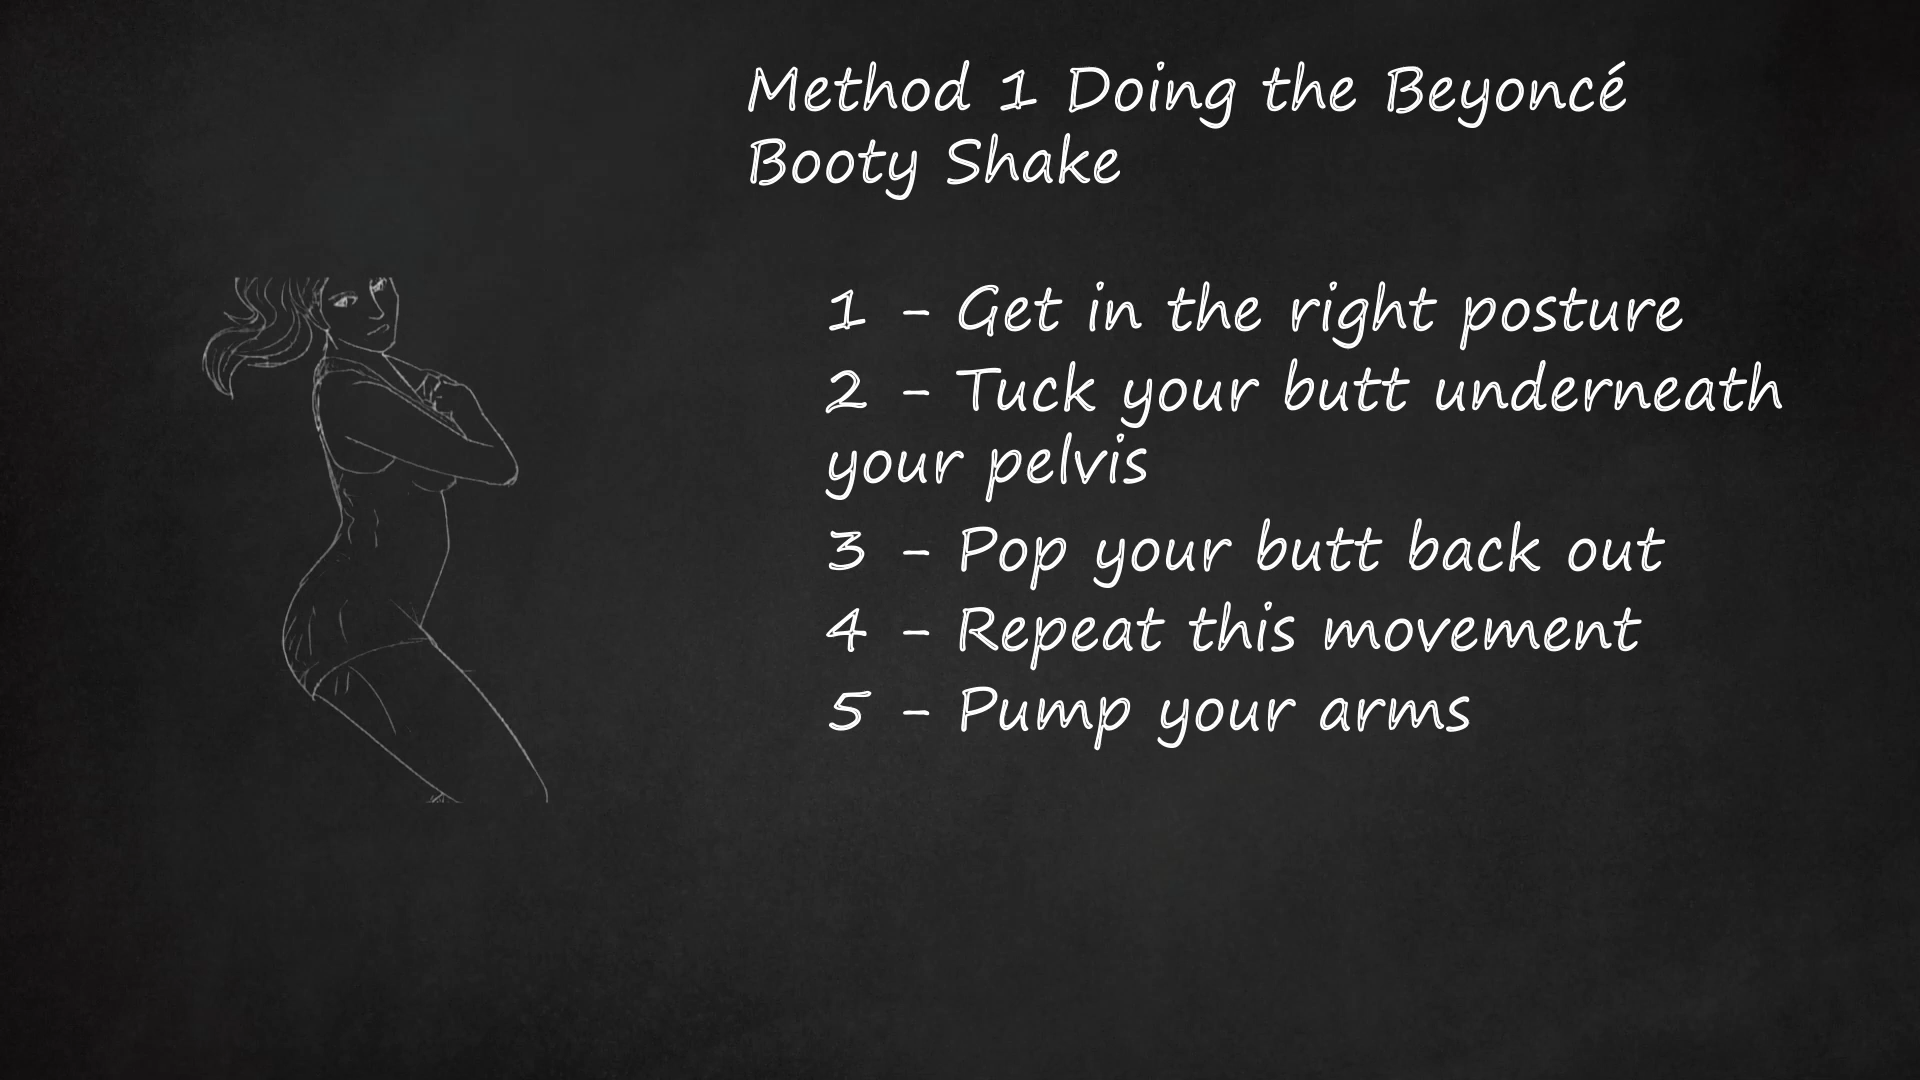 Method 1 Doing the Beyoncé
Booty Shake
1 - Get in the right posture
2 - Tuck your butt underneath
your pelvis
3 - Pop your butt back out
4 - Repeat this movement
5 - Pump your arms